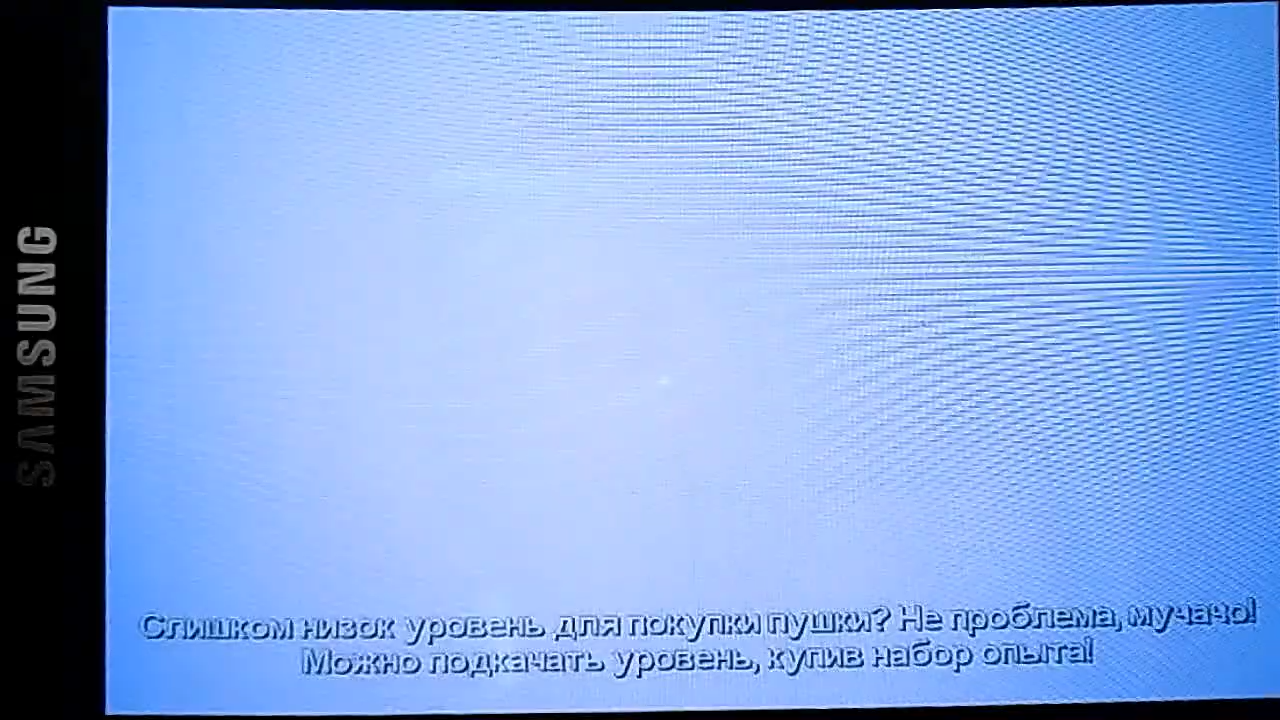 SAMSUNG
Слишком низок уровень для покупки пушки? Не проблема, мучачо!
Можно подкачать уровень, купив набор опыта!